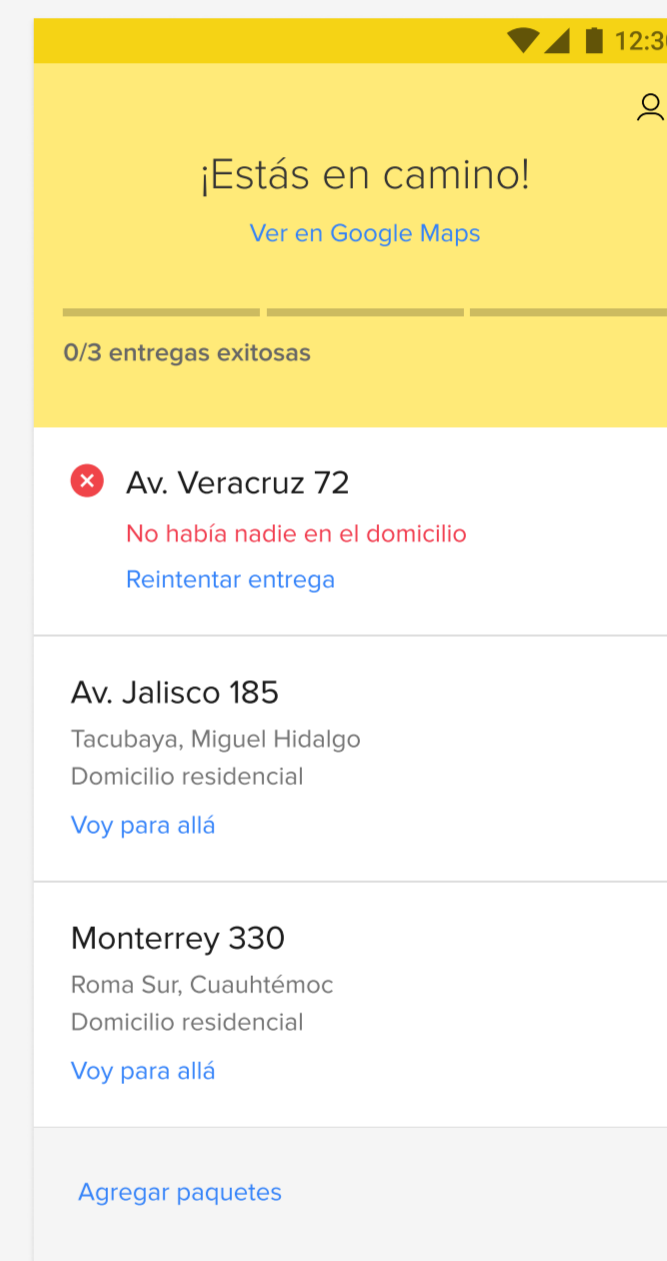 12:30
¡Estás en camino!
Ver en Google Maps
0/3 entregas exitosas
Av. Veracruz 72
No había nadie en el domicilio
Reintentar entrega
Av. Jalisco 185
Tacubaya, Miguel Hidalgo
Domicilio residencial
Voy para allá
Monterrey 330
Roma Sur, Cuauhtémoc
Domicilio residencial
Voy para allá
Agregar paquetes